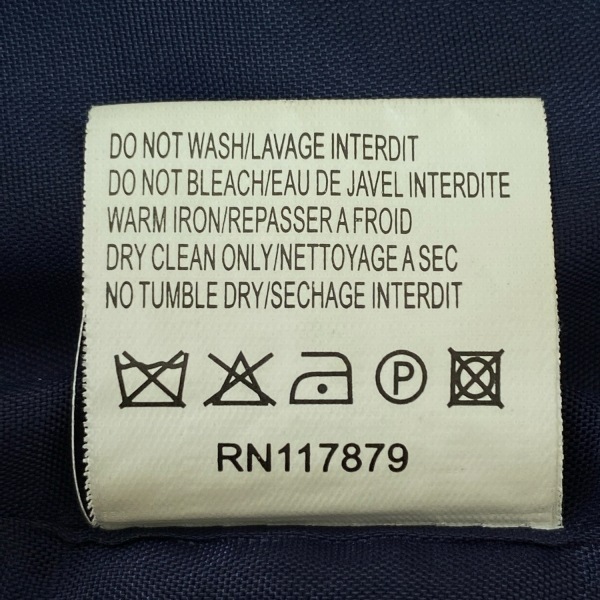 DO NOT WASH/LAVAGE INTERDIT
DO NOT BLEACH/EAU DE JAVEL INTERDITE
WARM IRON/REPASSER A FROID
DRY CLEAN ONLY/NETTOYAGE A SEC
NO TUMBLE DRY/SECHAGE INTERDIT
P
RN117879